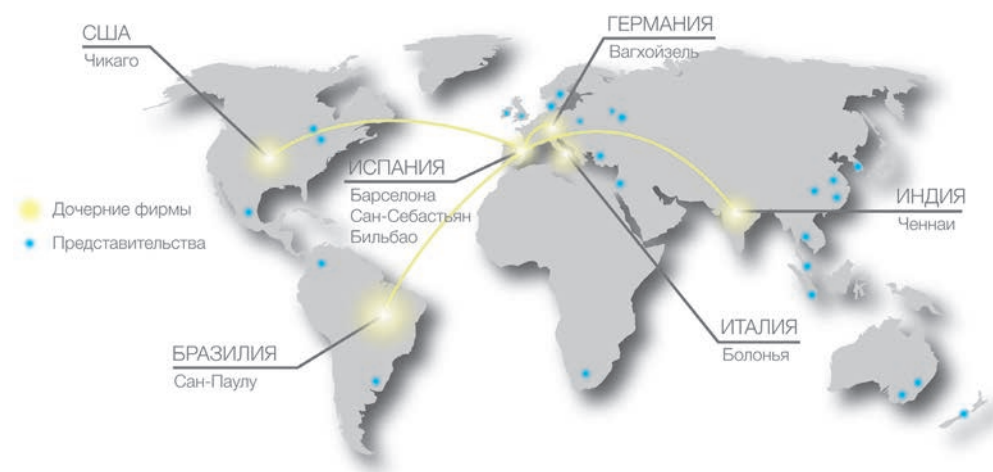 США
Чикаго
ГЕРМАНИЯ
Вагхойзель
ИСПАНИЯ
Барселона
Сан-Себастьян
Бильбао
ИНДИЯ
Ченнаи
Дочерние фирмы
Представительства
ИТАЛИЯ
Болонья
БРАЗИЛИЯ
Сан-Паулу